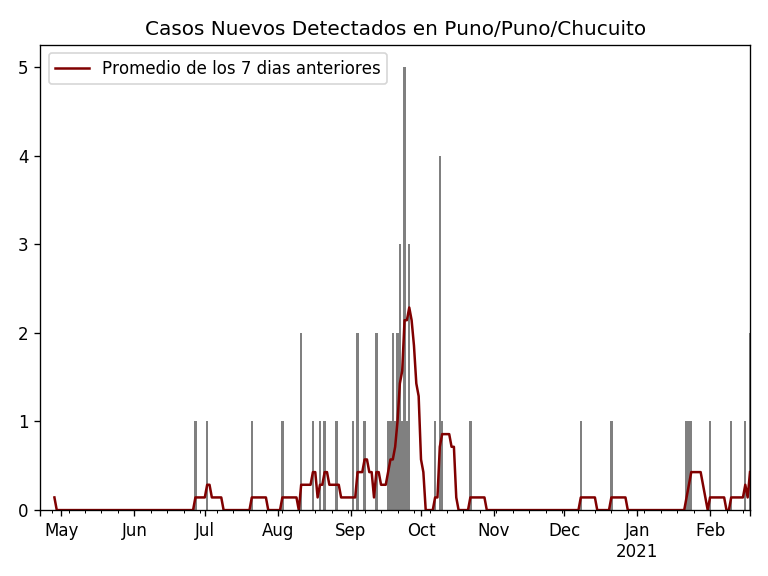 Casos Nuevos Detectados en Puno/Puno/Chucuito
Promedio de los 7 dias anteriores
5
4
3
2
1
0
May Jun Jul Aug Sep Oct Nov Dec Jan Feb
2021